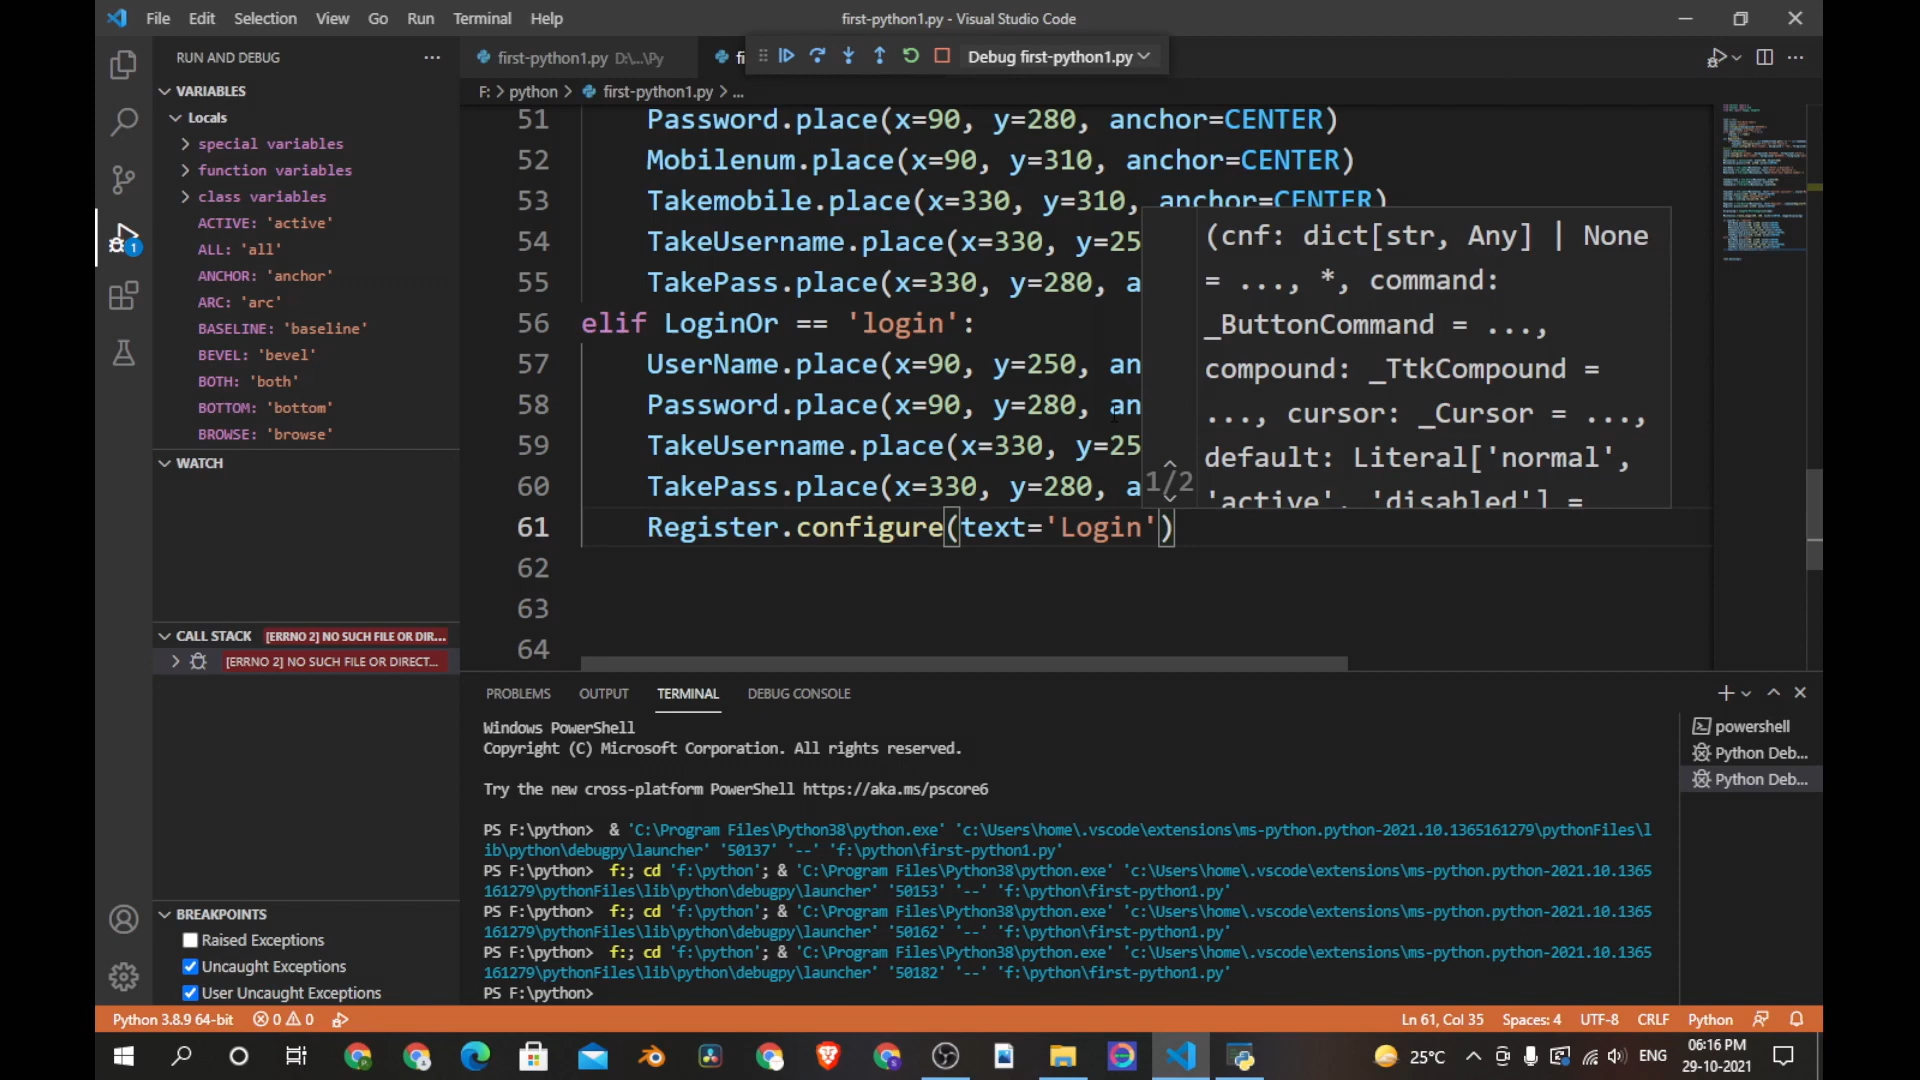 File Edit Selection View Go Run Terminal Help
first-python1.py - Visual Studio Code
RUN AND DEBUG
VARIABLES
Locals
special variables
function variables
class variables
ACTIVE: 'active'
ALL: 'all'
ANCHOR: 'anchor'
ARC: 'arc'
BASELINE: 'baseline'
BEVEL: 'bevel'
BOTH: 'both'
BOTTOM: 'bottom'
BROWSE: 'browse'
WATCH
CALL STACK [ERRNO 2] NO SUCH FILE OR DIR...
[ERRNO 2] NO SUCH FILE OR DIRECT...
BREAKPOINTS
Raised Exceptions
Uncaught Exceptions
User Uncaught Exceptions
1
first-python1.py D:\...\Py
fi
Debug first-python1.py
F: > python > first-python1.py > ...
51 Password.place(x=90, y=280, anchor=CENTER)
52 Mobilenum.place(x=90, y=310, anchor=CENTER)
53 Takemobile.place(x=330, y=310, anchor=CENTER)
54 TakeUsername.place(x=330, y=25
55 TakePass.place(x=330, y=280, a
56 elif LoginOr == 'login':
57 UserName.place(x=90, y=250, an
58 Password.place(x=90, y=280, an
59 TakeUsername.place(x=330, y=25
60 TakePass.place(x=330, y=280, a
61 Register.configure(text='Login')
62
63
64
(cnf: dict[str, Any] | None
= ..., *, command:
_ButtonCommand = ...,
compound: _TtkCompound =
..., cursor: _Cursor = ...,
default: Literal['normal',
'active', 'disabled'] =
1/2
PROBLEMS OUTPUT TERMINAL DEBUG CONSOLE
Windows PowerShell
Copyright (C) Microsoft Corporation. All rights reserved.
Try the new cross-platform PowerShell https://aka.ms/pscore6
PS F:\python>  & 'C:\Program Files\Python38\python.exe' 'c:\Users\home\.vscode\extensions\ms-python.python-2021.10.1365161279\pythonFiles\l
ib\python\debugpy\launcher' '50137' '--' 'f:\python\first-python1.py'
PS F:\python>  f:; cd 'f:\python'; & 'C:\Program Files\Python38\python.exe' 'c:\Users\home\.vscode\extensions\ms-python.python-2021.10.1365
161279\pythonFiles\lib\python\debugpy\launcher' '50153' '--' 'f:\python\first-python1.py'
PS F:\python>  f:; cd 'f:\python'; & 'C:\Program Files\Python38\python.exe' 'c:\Users\home\.vscode\extensions\ms-python.python-2021.10.1365
161279\pythonFiles\lib\python\debugpy\launcher' '50162' '--' 'f:\python\first-python1.py'
PS F:\python>  f:; cd 'f:\python'; & 'C:\Program Files\Python38\python.exe' 'c:\Users\home\.vscode\extensions\ms-python.python-2021.10.1365
161279\pythonFiles\lib\python\debugpy\launcher' '50182' '--' 'f:\python\first-python1.py'
PS F:\python>
powershell
Python Deb...
Python Deb...
Python 3.8.9 64-bit 0 0
Ln 61, Col 35 Spaces: 4 UTF-8 CRLF Python
25°C
ENG
06:16 PM
29-10-2021